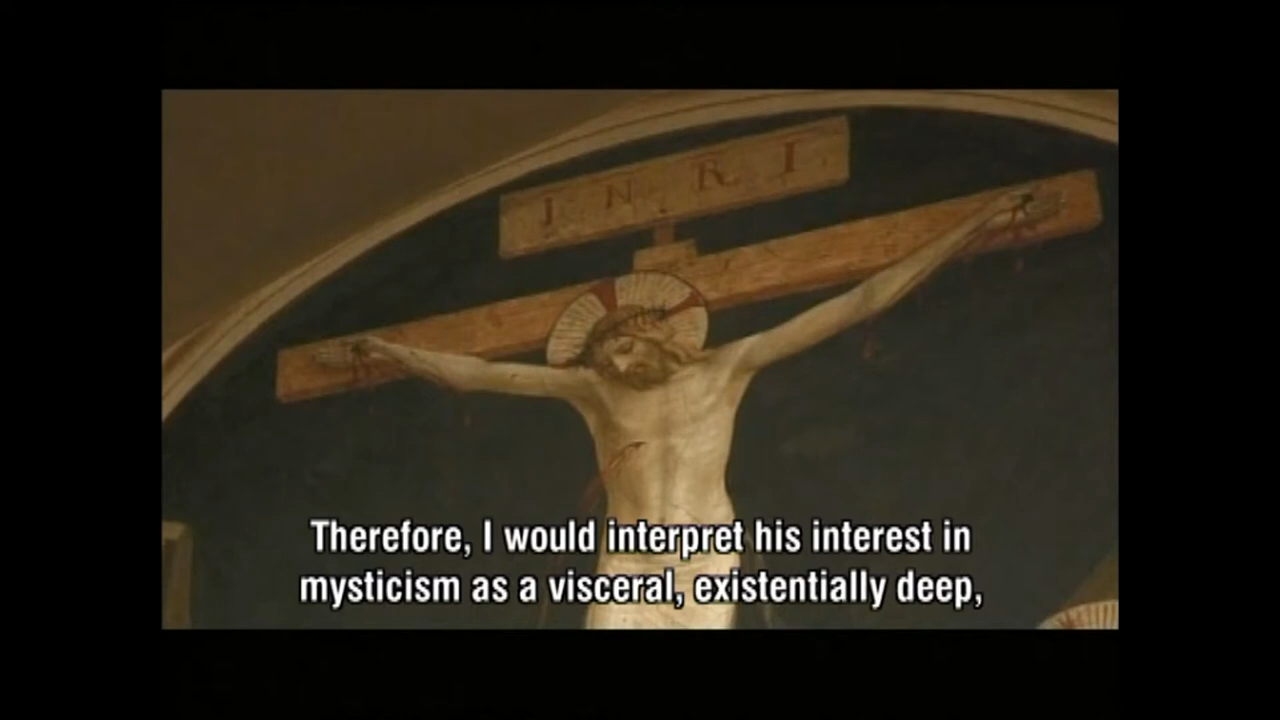 I N R I
Therefore, I would interpret his interest in
mysticism as a visceral, existentially deep,